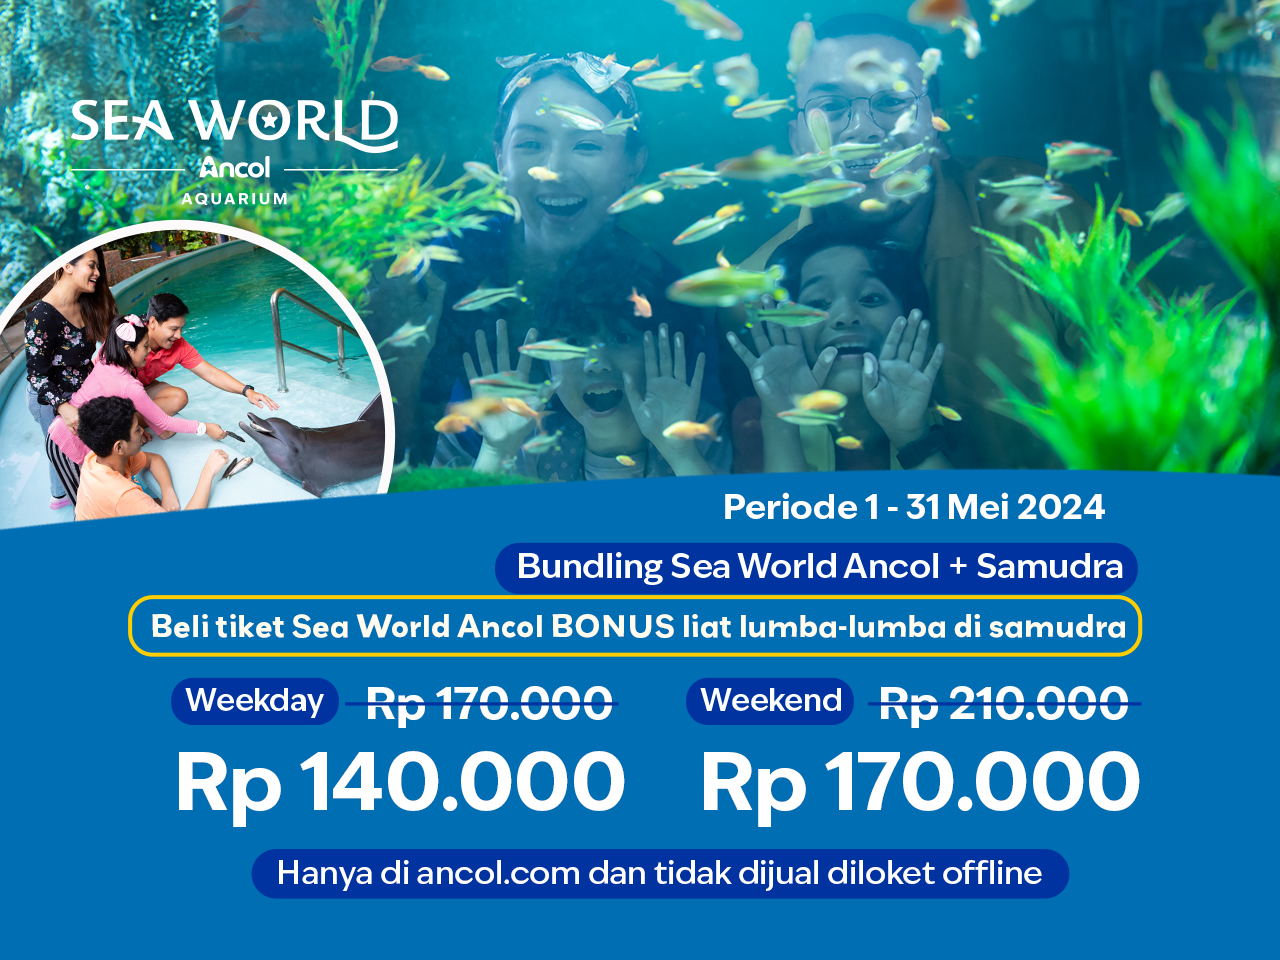 SEA WORLD
Ancol
AQUARIUM
Periode 1 - 31 Mei 2024
Bundling Sea World Ancol + Samudra
Beli tiket Sea World Ancol BONUS liat lumba-lumba di samudra
Weekday Rp 170.000 Weekend Rp 210.000
Rp 140.000 Rp 170.000
Hanya di ancol.com dan tidak dijual diloket offline